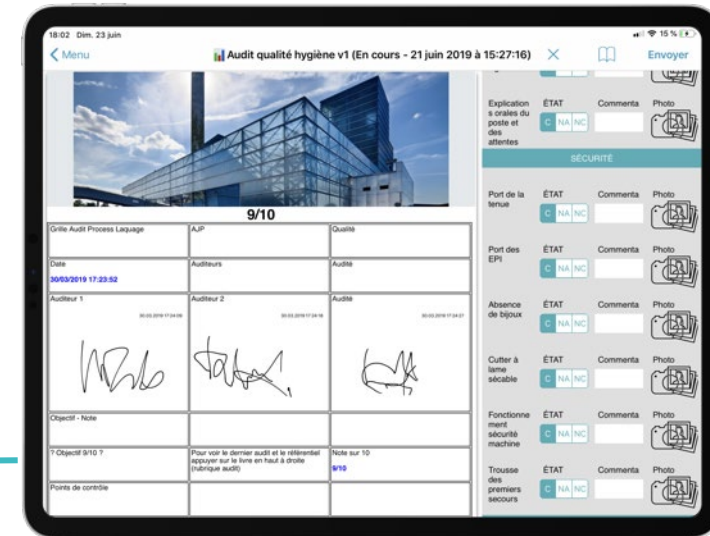 18:02 Dim. 23 juin
15 %
Menu
Audit qualité hygiène v1 (En cours - 21 juin 2019 à 15:27:16)
Envoyer
9/10
Grille Audit Process Laquage
AJP
Qualité
Date
30/03/2019 17:23:52
Auditeurs
Audité
Auditeur 1
Auditeur 2
Audité
Objectif - Note
? Objectif 9/10 ?
Pour voir le dernier audit et le référentiel
appuyer sur le livre en haut à droite
(rubrique audit)
Note sur 10
9/10
Points de contrôle
Explication
s orales du
poste et
des
attentes
ÉTAT
Commenta
Photo
C NA NC
SÉCURITÉ
Port de la
tenue
ÉTAT
Commenta
Photo
C NA NC
Port des
EPI
ÉTAT
Commenta
Photo
C NA NC
Absence
de bijoux
ÉTAT
Commenta
Photo
C NA NC
Cutter à
lame
sécable
ÉTAT
Commenta
Photo
C NA NC
Fonctionne
ment
sécurité
machine
ÉTAT
Commenta
Photo
C NA NC
Trousse
des
premiers
secours
ÉTAT
Commenta
Photo
C NA NC